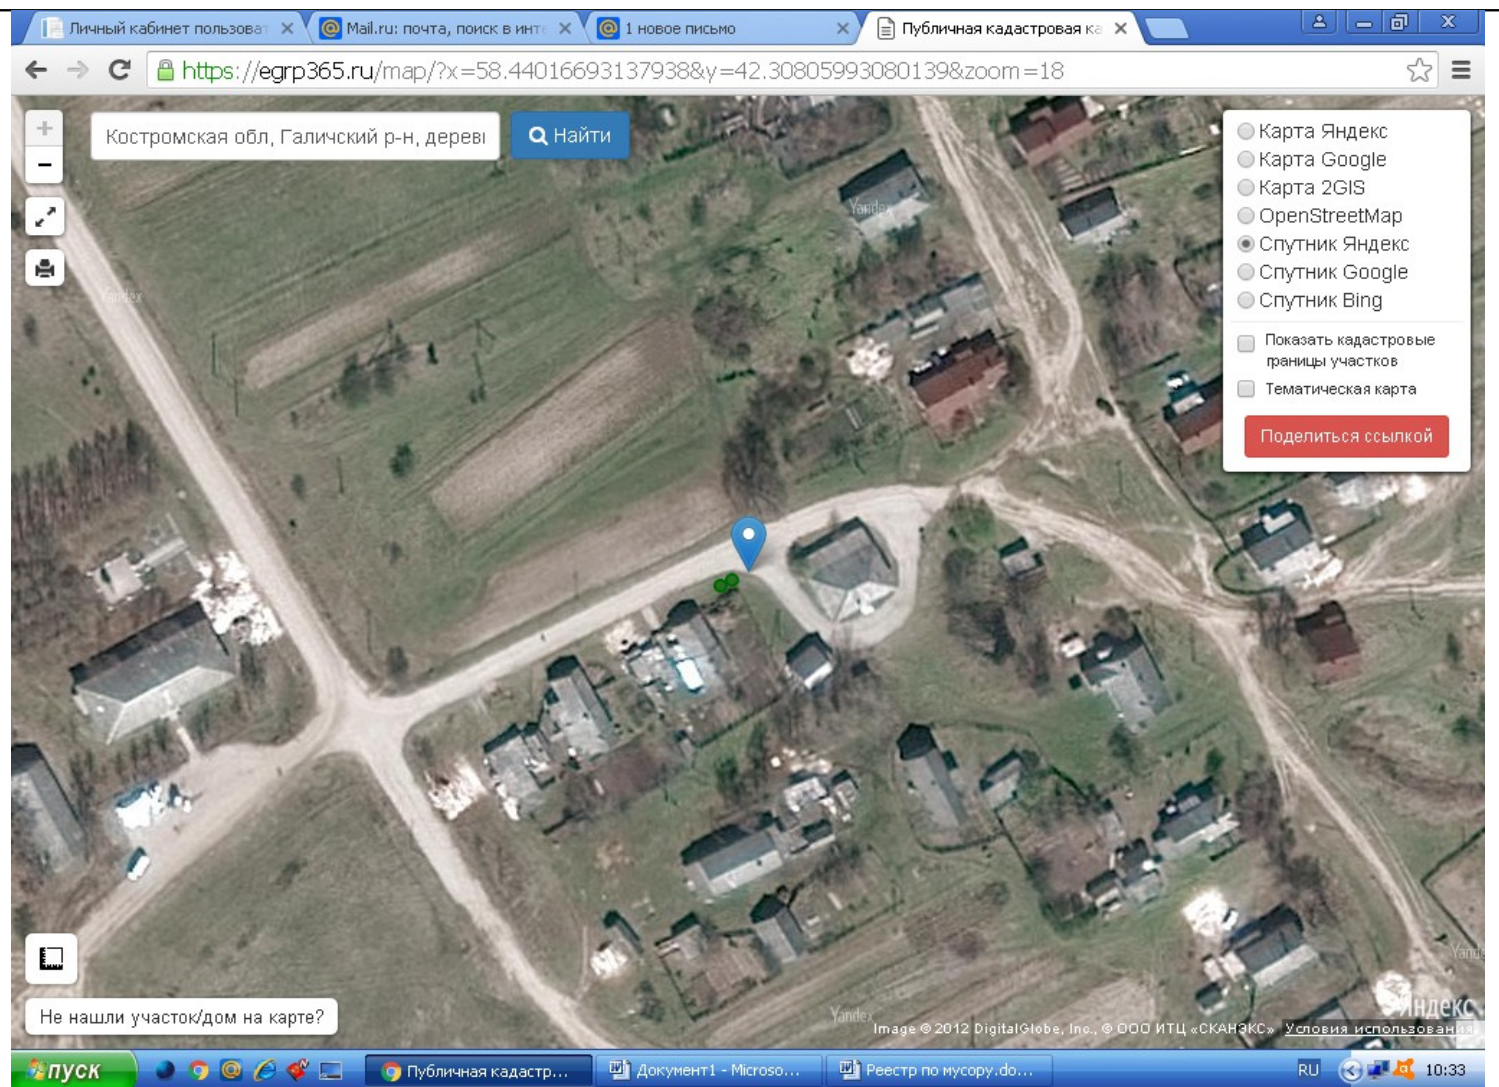 Личный кабинет пользоват
Mail.ru: почта, поиск в инте
1 новое письмо
Публичная кадастровая ка
https://egrp365.ru/map/?x=58.440166931379​38&y=42.30805993080139&zoom=18
+
Костромская обл, Галичский р-н, дереві
Найти
−
Карта Яндекс
Карта Google
Карта 2GIS
OpenStreetMap
Спутник Яндекс
Спутник Google
Спутник Bing
Показать кадастровые
границы участков
Тематическая карта
Поделиться ссылкой
Yandex
Yandex
Yandex
Yande
Не нашли участок/дом на карте?
Яндекс
Image © 2012 DigitalGlobe, Inc., © ООО ИТЦ «СКАНЭКС» Условия использования
пуск
Публичная кадастр...
Документ1 - Microso...
Реестр по мусору.do...
RU
10:33